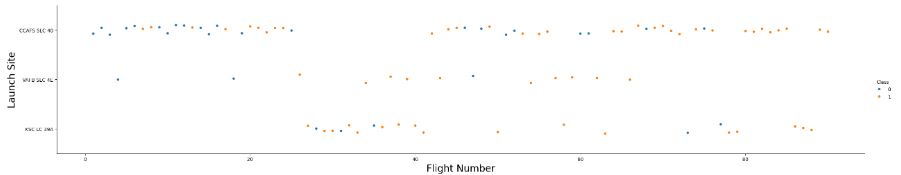 CCAFS SLC 40
VAFB SLC 4E
KSC LC 39A
Launch Site
0 20 40 60 80
Flight Number
Class
0
1